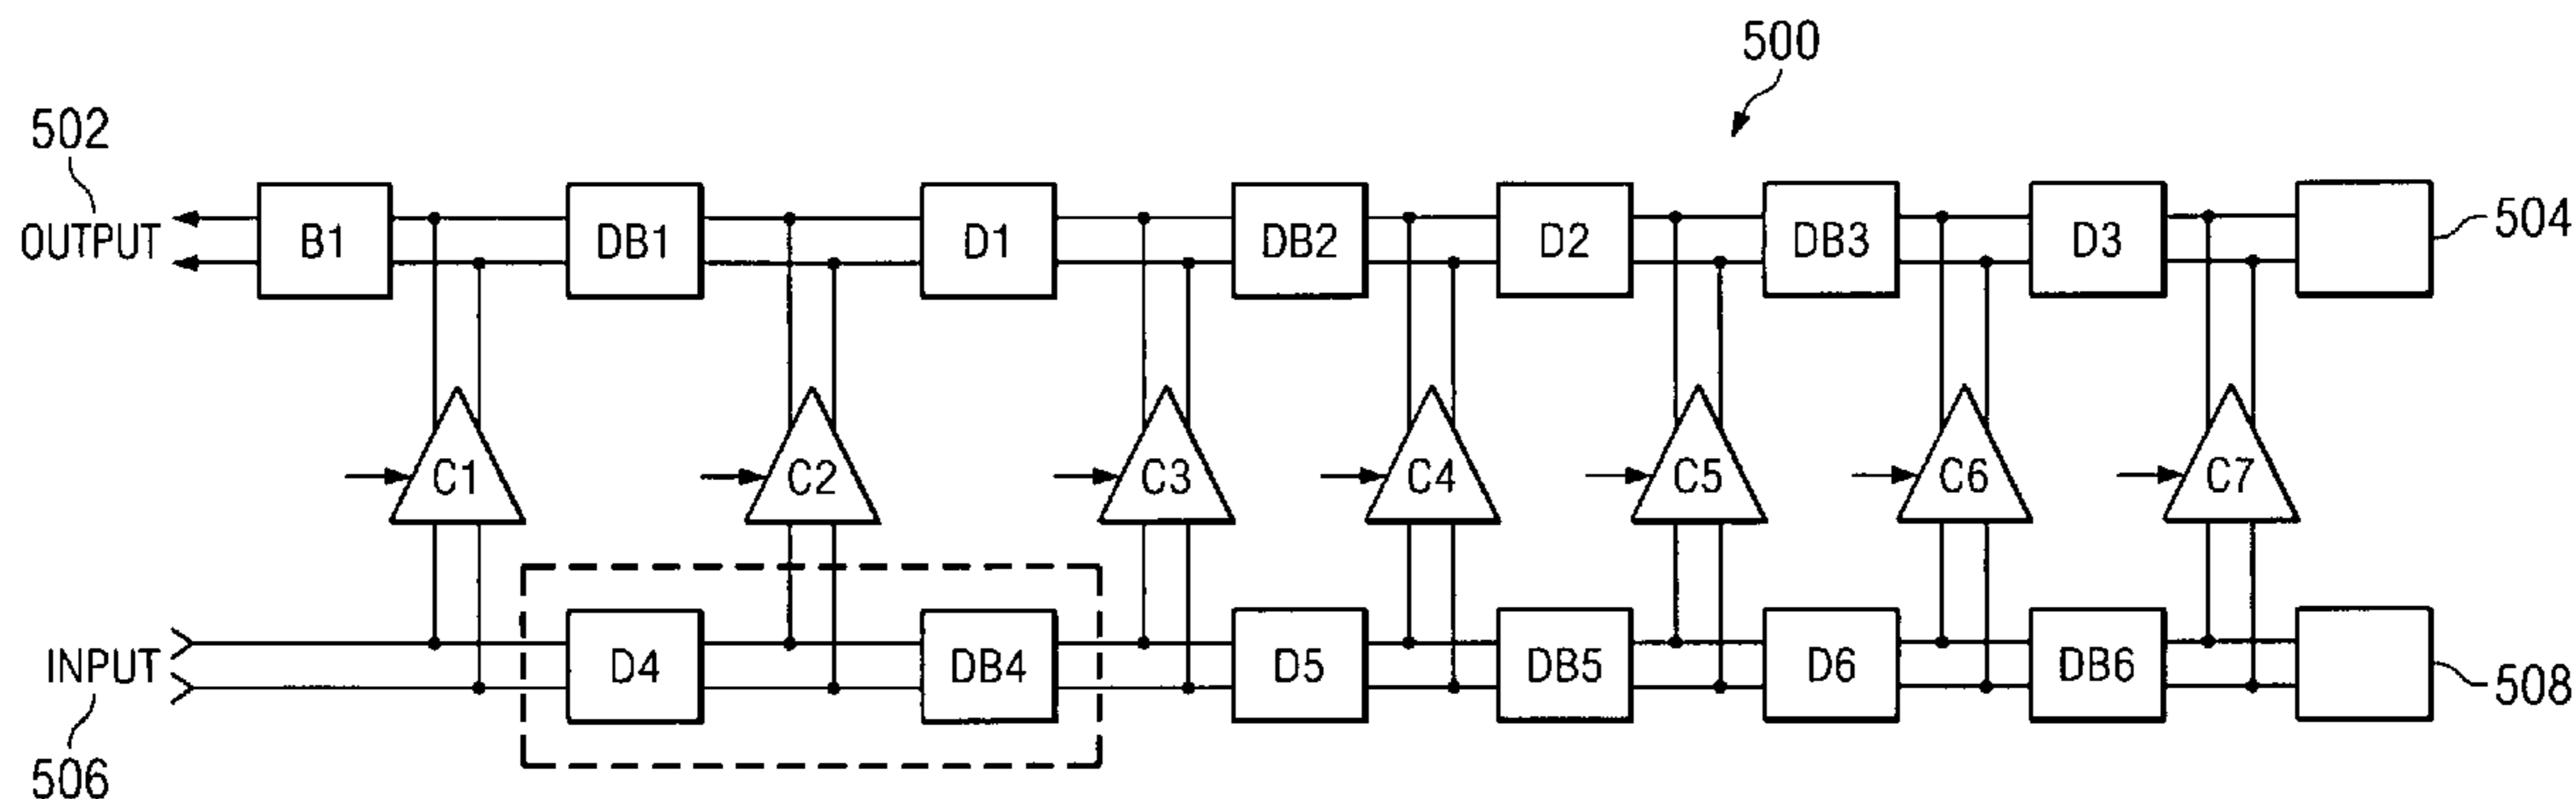 500
502
OUTPUT
B1
DB1
D1
DB2
D2
DB3
D3
504
C1
C2
C3
C4
C5
C6
C7
INPUT
D4
DB4
D5
DB5
D6
DB6
508
506